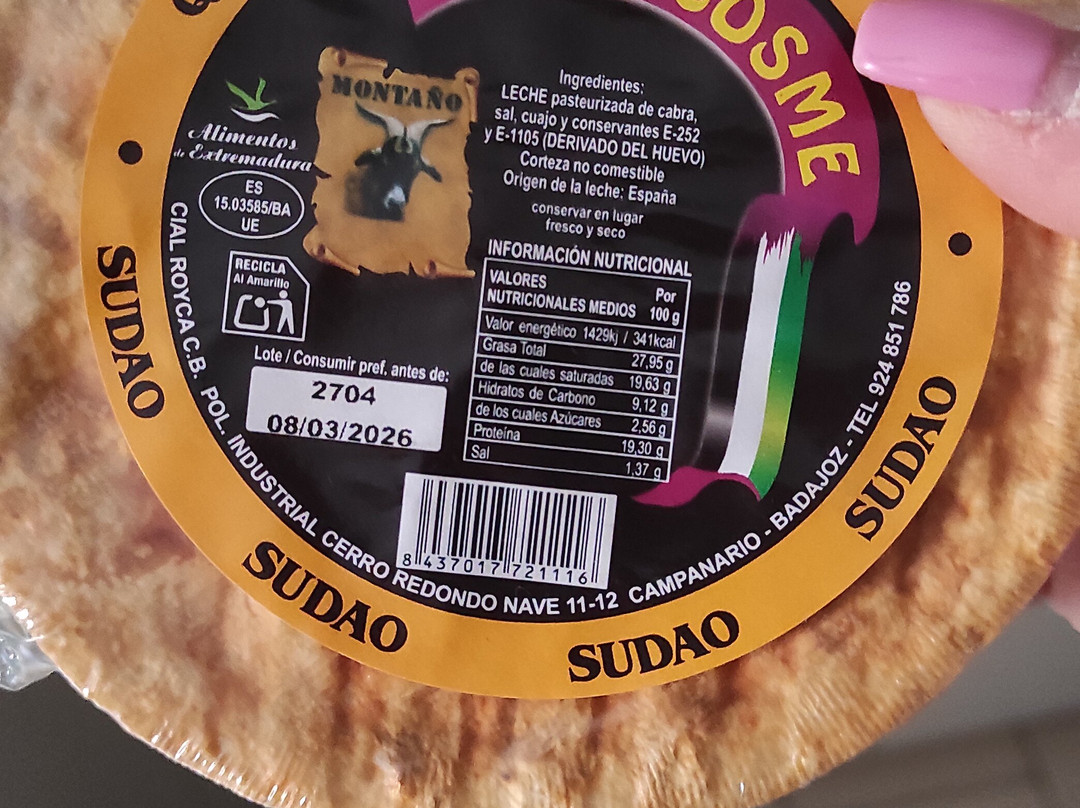 OSME
MONTAÑO
Alimentos
de Extremadura
ES
15.03585/BA
UE
RECICLA
Al Amarillo
Ingredientes:
LECHE pasteurizada de cabra,
sal, cuajo y conservantes E-252
y E-1105 (DERIVADO DEL HUEVO)
Corteza no comestible
Origen de la leche: España
conservar en lugar
fresco y seco
INFORMACIÓN NUTRICIONAL
VALORES
NUTRICIONALES MEDIOS Por 100 g
Valor energético 1429kj / 341kcal
Grasa Total 27,95 g
de las cuales saturadas 19,63 g
Hidratos de Carbono 9,12 g
de los cuales Azúcares 2,56 g
Proteína 19,30 g
Sal 1,37 g
Lote / Consumir pref. antes de:
2704
08/03/2026
8 437017 721116
CIAL ROYCA C.B. POL. INDUSTRIAL CERRO REDONDO NAVE 11-12 CAMPANARIO - BADAJOZ - TEL 924 851 786
SUDAO
SUDAO
SUDAO
SUDAO